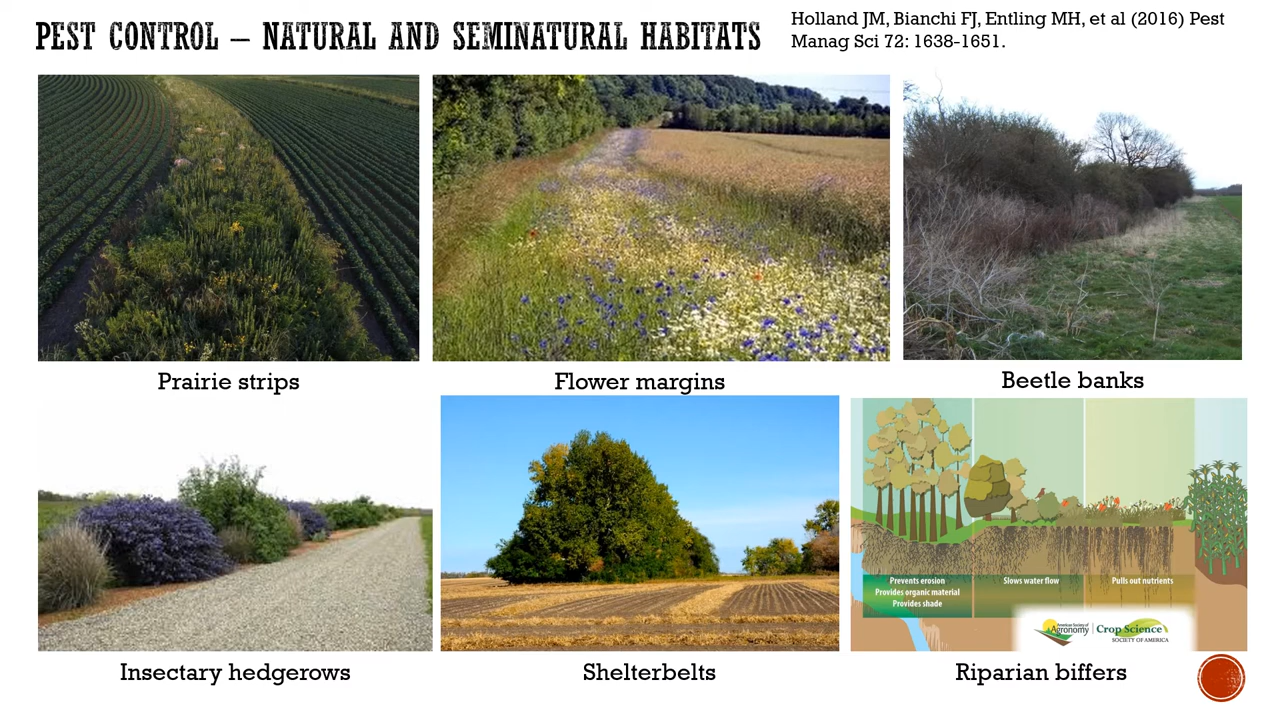 PEST CONTROL – NATURAL AND SEMINATURAL HABITATS
Holland JM, Bianchi FJ, Entling MH, et al (2016) Pest
Manag Sci 72: 1638-1651.
Prairie strips
Flower margins
Beetle banks
Prevents erosion
Provides organic material
Provides shade
Slows water flow
Pulls out nutrients
American Society of
Agronomy
Crop Science
SOCIETY OF AMERICA
Insectary hedgerows
Shelterbelts
Riparian biffers